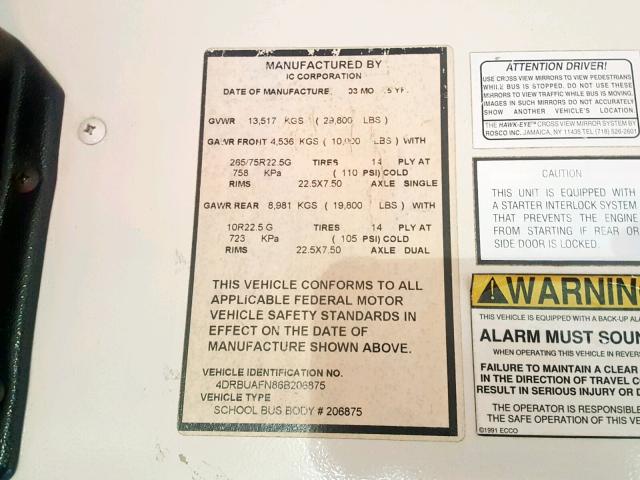 MANUFACTURED BY
IC CORPORATION
DATE OF MANUFACTURE, 03 MO 5 YR.
GVWR 13,517 KGS ( 29,800 LBS )
GAWR FRONT 4,536 KGS ( 10,000 LBS ) WITH
265/75R22.5G TIRES 14 PLY AT
758 KPa ( 110 PSI) COLD
RIMS 22.5X7.50 AXLE SINGLE
GAWR REAR 8,981 KGS ( 19,800 LBS ) WITH
10R22.5 G TIRES 14 PLY AT
723 KPa ( 105 PSI) COLD
RIMS 22.5X7.50 AXLE DUAL
THIS VEHICLE CONFORMS TO ALL
APPLICABLE FEDERAL MOTOR
VEHICLE SAFETY STANDARDS IN
EFFECT ON THE DATE OF
MANUFACTURE SHOWN ABOVE.
VEHICLE IDENTIFICATION NO.
4DRBUAFN86B206875
VEHICLE TYPE
SCHOOL BUS BODY # 206875
ATTENTION DRIVER!
USE CROSS VIEW MIRRORS TO VIEW PEDESTRIANS
WHILE BUS IS STOPPED. DO NOT USE THESE
MIRRORS TO VIEW TRAFFIC WHILE BUS IS MOVING.
IMAGES IN SUCH MIRRORS DO NOT ACCURATELY
SHOW ANOTHER VEHICLE'S LOCATION
THE HAWK-EYE™ CROSS VIEW MIRROR SYSTEM BY
ROSCO INC. JAMAICA, NY 11435 TEL (718) 526-2601
CAUTION
THIS UNIT IS EQUIPPED WITH
A STARTER INTERLOCK SYSTEM
THAT PREVENTS THE ENGINE
FROM STARTING IF REAR OR
SIDE DOOR IS LOCKED.
WARNIN
THIS VEHICLE IS EQUIPPED WITH A BACK-UP ALA
ALARM MUST SOUN
WHEN OPERATING THIS VEHICLE IN REVERS
FAILURE TO MAINTAIN A CLEAR
IN THE DIRECTION OF TRAVEL C
RESULT IN SERIOUS INJURY OR D
THE OPERATOR IS RESPONSIBLE
THE SAFE OPERATION OF THIS VE
©1991 ECCO